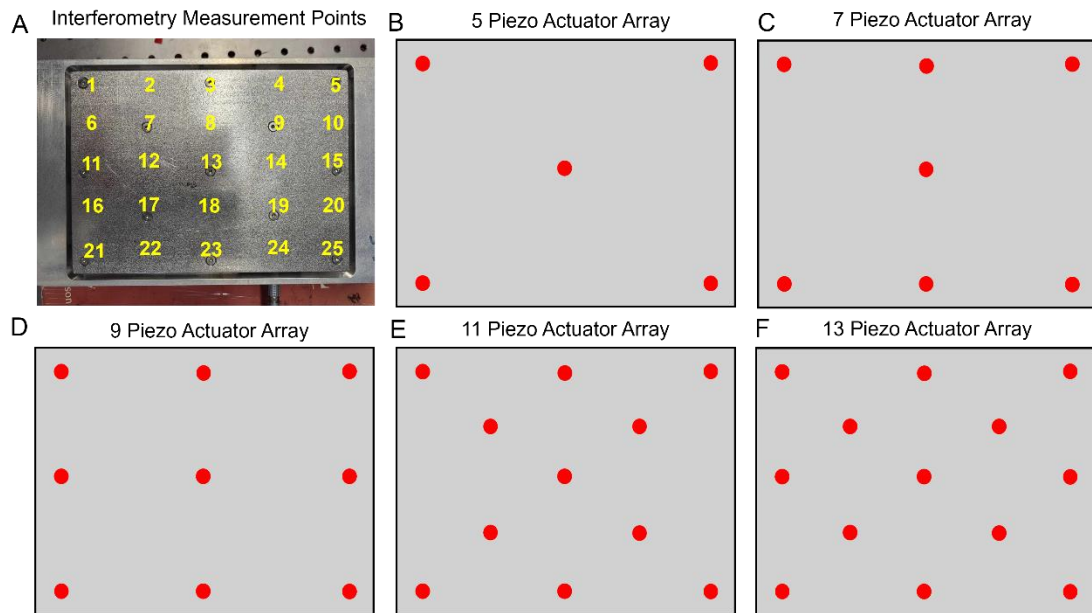 A Interferometry Measurement Points
B 5 Piezo Actuator Array
C 7 Piezo Actuator Array
1 2 3 4 5
6 7 8 9 10
11 12 13 14 15
16 17 18 19 20
21 22 23 24 25
D 9 Piezo Actuator Array
E 11 Piezo Actuator Array
F 13 Piezo Actuator Array